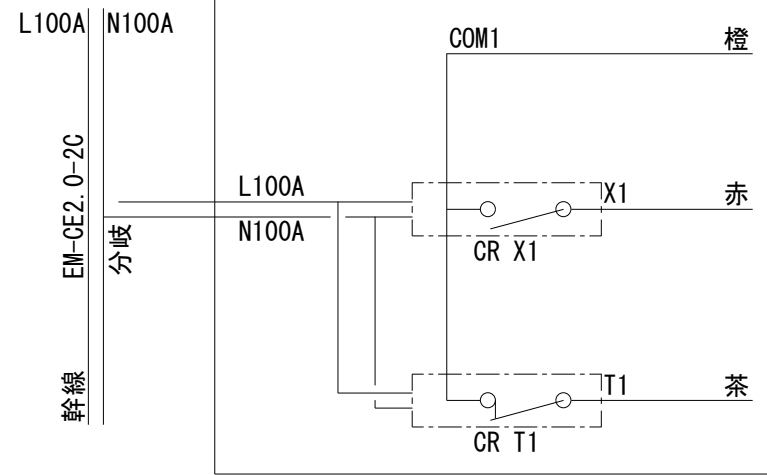 L100A
N100A
COM1
橙
EM-CE2.0-2C
L100A
X1
赤
N100A
分岐
CR X1
幹線
T1
茶
CR T1